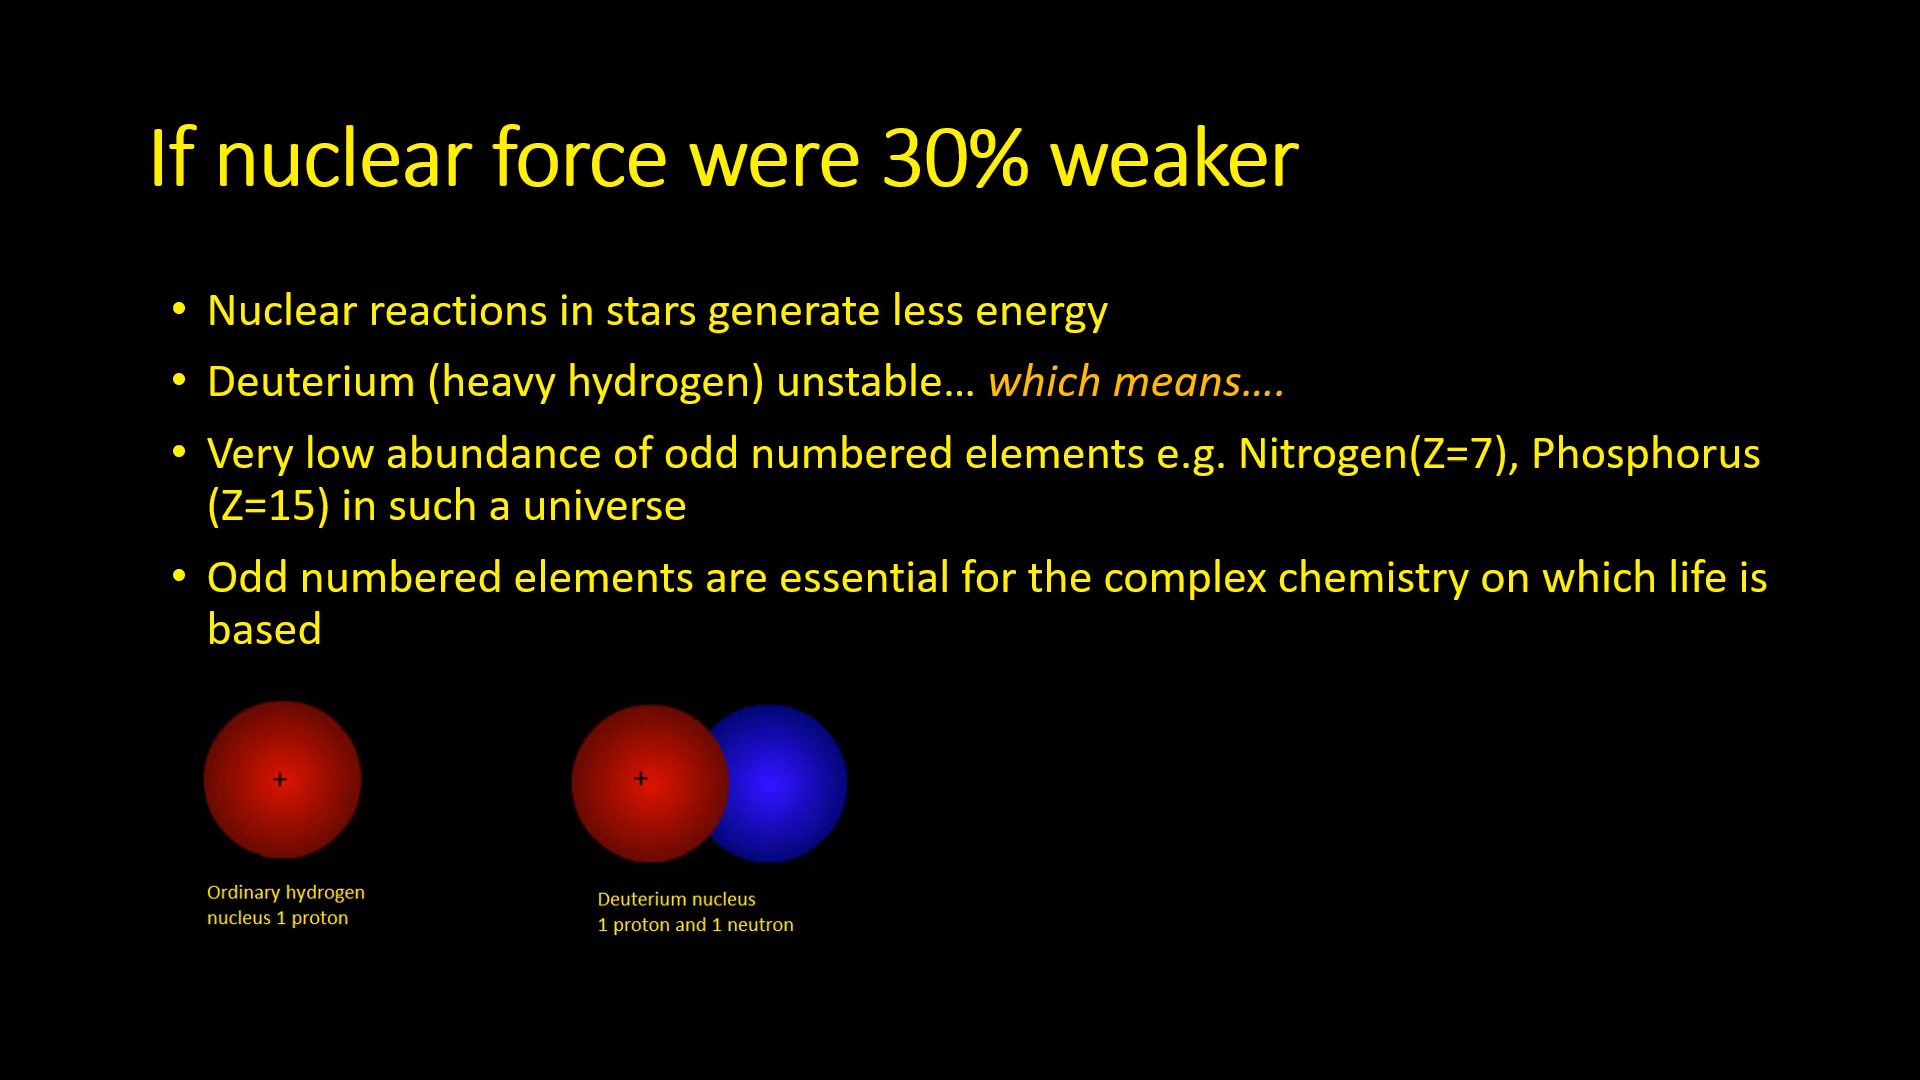 If nuclear force were 30% weaker
• Nuclear reactions in stars generate less energy
• Deuterium (heavy hydrogen) unstable… which means….
• Very low abundance of odd numbered elements e.g. Nitrogen(Z=7), Phosphorus
(Z=15) in such a universe
• Odd numbered elements are essential for the complex chemistry on which life is
based
+
+
Ordinary hydrogen
nucleus 1 proton
Deuterium nucleus
1 proton and 1 neutron